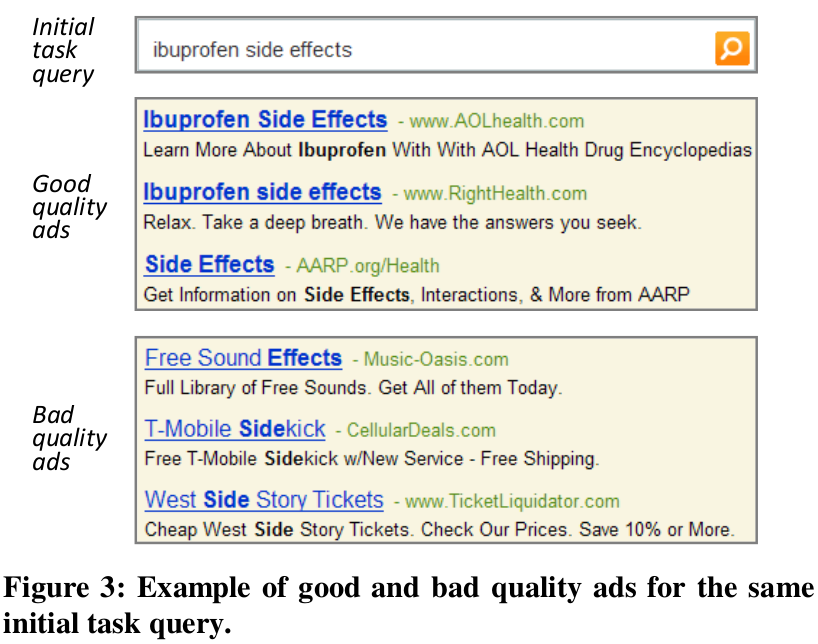 Initial
task
query
ibuprofen side effects
Good
quality
ads
Ibuprofen Side Effects - www.AOLhealth.com
Learn More About Ibuprofen With With AOL Health Drug Encyclopedias
Ibuprofen side effects - www.RightHealth.com
Relax. Take a deep breath. We have the answers you seek.
Side Effects - AARP.org/Health
Get Information on Side Effects, Interactions, & More from AARP
Bad
quality
ads
Free Sound Effects - Music-Oasis.com
Full Library of Free Sounds. Get All of them Today.
T-Mobile Sidekick - CellularDeals.com
Free T-Mobile Sidekick w/New Service - Free Shipping.
West Side Story Tickets - www.TicketLiquidator.com
Cheap West Side Story Tickets. Check Our Prices. Save 10% or More.
Figure 3: Example of good and bad quality ads for the same
initial task query.